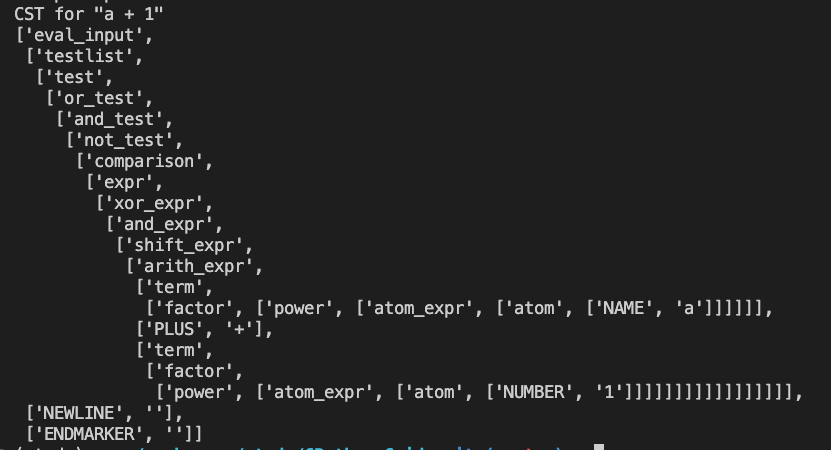 CST for "a + 1"
['eval_input',
 ['testlist',
  ['test',
   ['or_test',
    ['and_test',
     ['not_test',
      ['comparison',
       ['expr',
        ['xor_expr',
         ['and_expr',
          ['shift_expr',
           ['arith_expr',
            ['term',
             ['factor', ['power', ['atom_expr', ['atom', ['NAME', 'a']]]]]],
            ['PLUS', '+'],
            ['term',
             ['factor',
              ['power', ['atom_expr', ['atom', ['NUMBER', '1']]]]]]]]]]]]]]]]],
 ['NEWLINE', ''],
 ['ENDMARKER', '']]